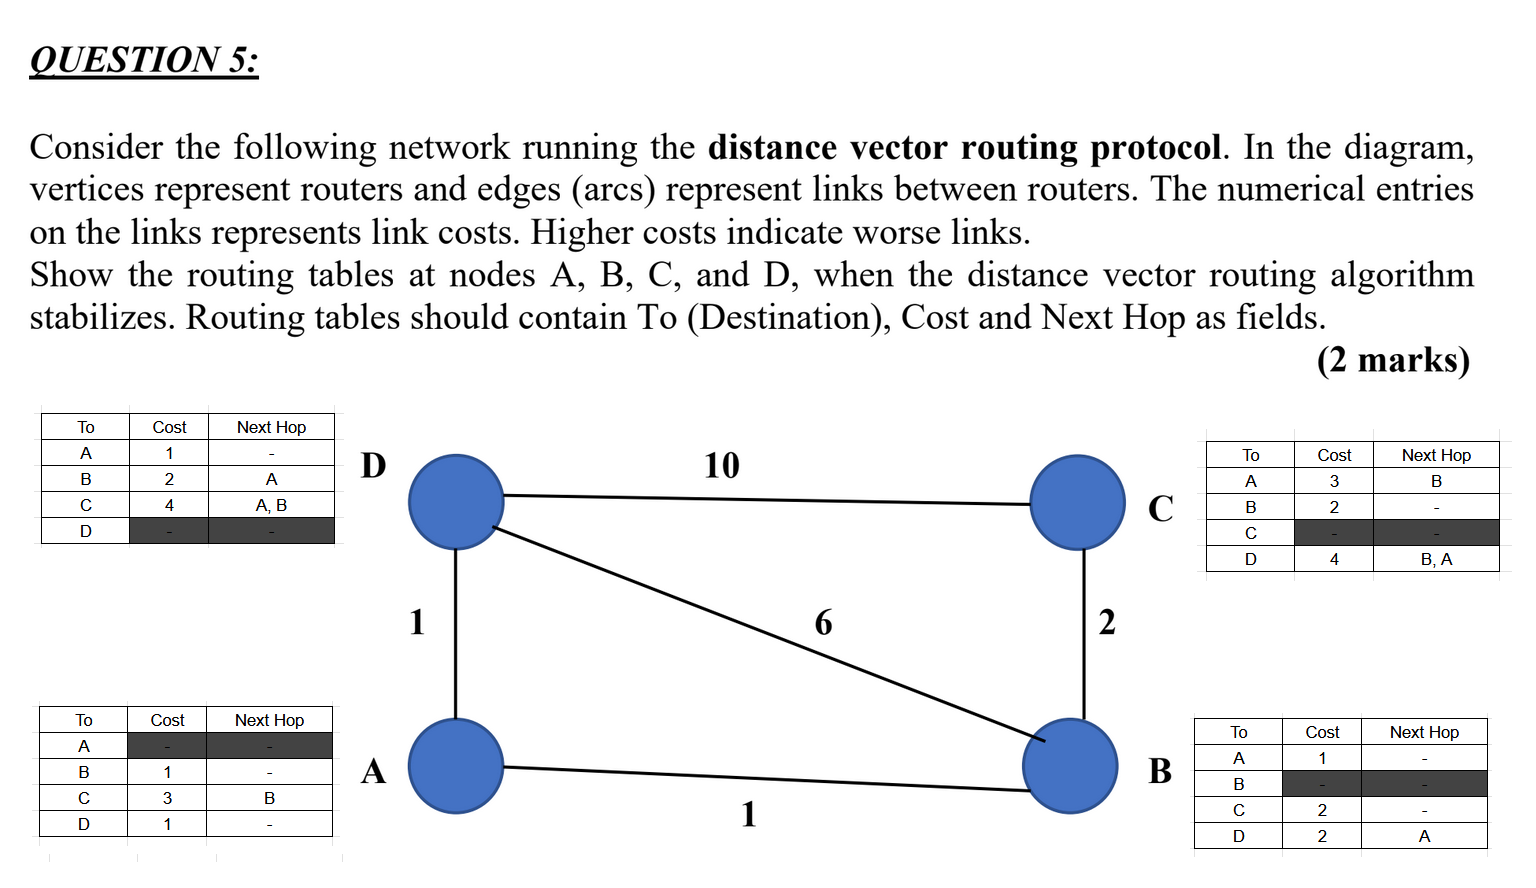 QUESTION 5:
Consider the following network running the distance vector routing protocol. In the diagram,
vertices represent routers and edges (arcs) represent links between routers. The numerical entries
on the links represents link costs. Higher costs indicate worse links.
Show the routing tables at nodes A, B, C, and D, when the distance vector routing algorithm
stabilizes. Routing tables should contain To (Destination), Cost and Next Hop as fields.
(2 marks)
To Cost Next Hop
A 1 -
B 2 A
C 4 A, B
D - -
D
10
C
To Cost Next Hop
A 3 B
B 2 -
C - -
D 4 B, A
1
6
2
To Cost Next Hop
A - -
B 1 -
C 3 B
D 1 -
A
1
B
To Cost Next Hop
A 1 -
B - -
C 2 -
D 2 A